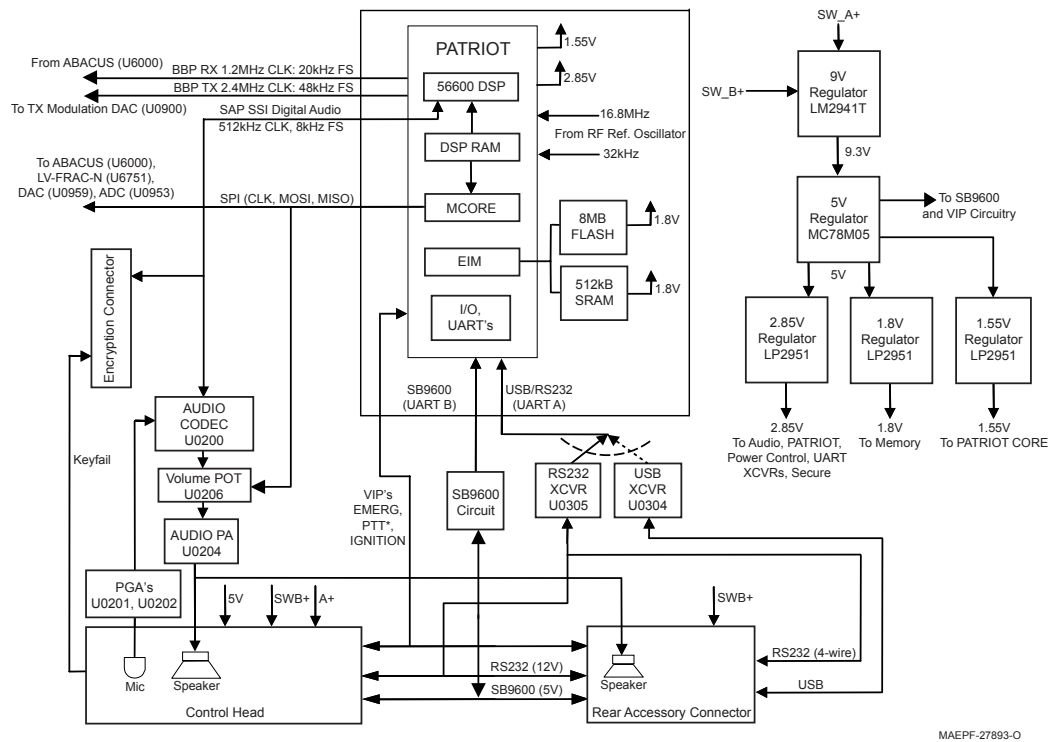 From ABACUS (U6000)
BBP RX 1.2MHz CLK: 20kHz FS
BBP TX 2.4MHz CLK: 48kHz FS
To TX Modulation DAC (U0900)
SAP SSI Digital Audio
512kHz CLK, 8kHz FS
To ABACUS (U6000),
LV-FRAC-N (U6751),
DAC (U0959), ADC (U0953)
SPI (CLK, MOSI, MISO)
PATRIOT
56600 DSP
DSP RAM
MCORE
EIM
I/O,
UART's
1.55V
2.85V
16.8MHz
From RF Ref. Oscillator
32kHz
8MB
FLASH
1.8V
512kB
SRAM
1.8V
SW_A+
SW_B+
9V
Regulator
LM2941T
9.3V
5V
Regulator
MC78M05
To SB9600
and VIP Circuitry
5V
2.85V
Regulator
LP2951
1.8V
Regulator
LP2951
1.55V
Regulator
LP2951
2.85V
To Audio, PATRIOT,
Power Control, UART
XCVRs, Secure
1.8V
To Memory
1.55V
To PATRIOT CORE
Encryption Connector
Keyfail
AUDIO
CODEC
U0200
Volume POT
U0206
AUDIO PA
U0204
PGA's
U0201, U0202
SB9600
(UART B)
USB/RS232
(UART A)
VIP's
EMERG,
PTT*,
IGNITION
SB9600
Circuit
RS232
XCVR
U0305
USB
XCVR
U0304
5V
SWB+
A+
SWB+
Mic
Speaker
Control Head
RS232 (12V)
SB9600 (5V)
Speaker
Rear Accessory Connector
RS232 (4-wire)
USB
MAEPF-27893-O